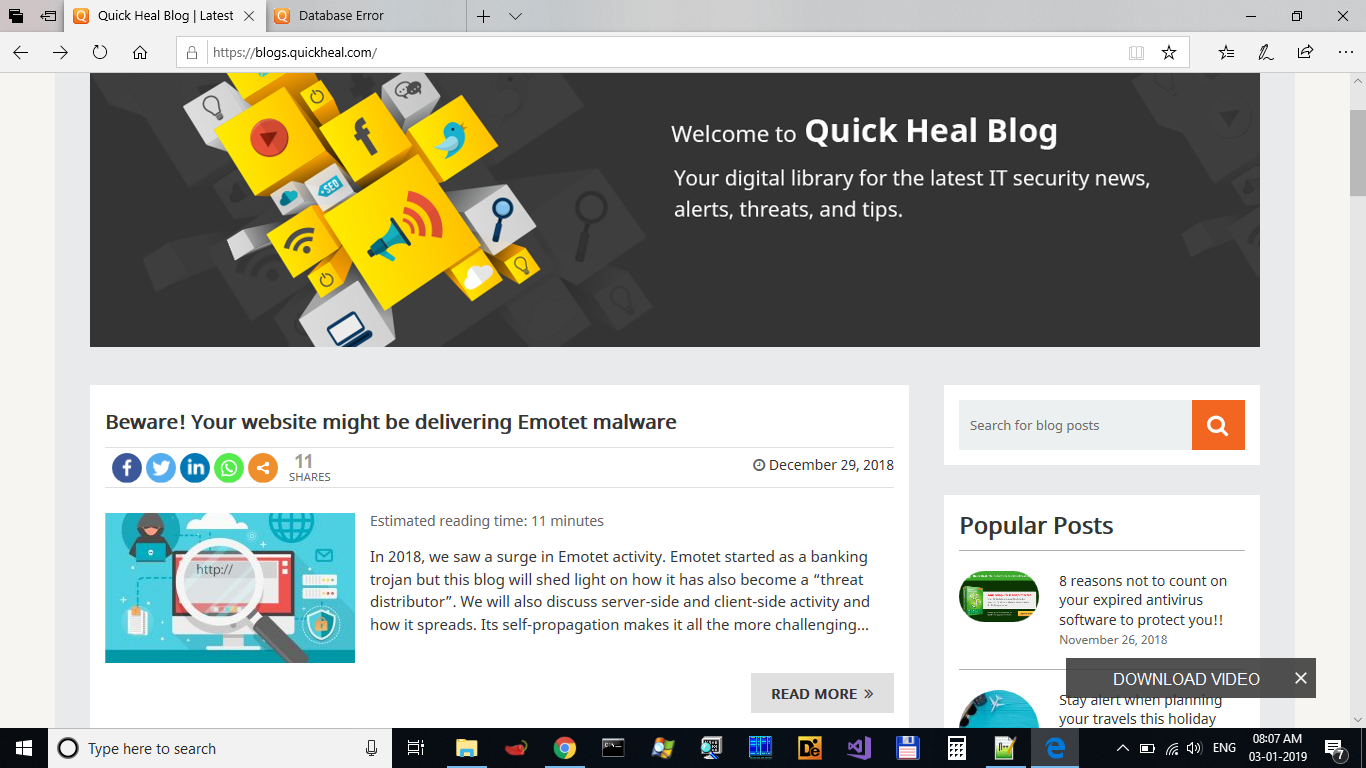 Quick Heal Blog | Latest
Database Error
https://blogs.quickheal.com/
SEO
Welcome to Quick Heal Blog
Your digital library for the latest IT security news,
alerts, threats, and tips.
Beware! Your website might be delivering Emotet malware
11
SHARES
December 29, 2018
http://
Estimated reading time: 11 minutes
In 2018, we saw a surge in Emotet activity. Emotet started as a banking
trojan but this blog will shed light on how it has also become a “threat
distributor”. We will also discuss server-side and client-side activity and
how it spreads. Its self-propagation makes it all the more challenging...
READ MORE »
Search for blog posts
Popular Posts
8 reasons not to count on
your expired antivirus
software to protect you!!
November 26, 2018
DOWNLOAD VIDEO
Stay alert when planning
your travels this holiday
Type here to search
ENG
08:07 AM
03-01-2019
7